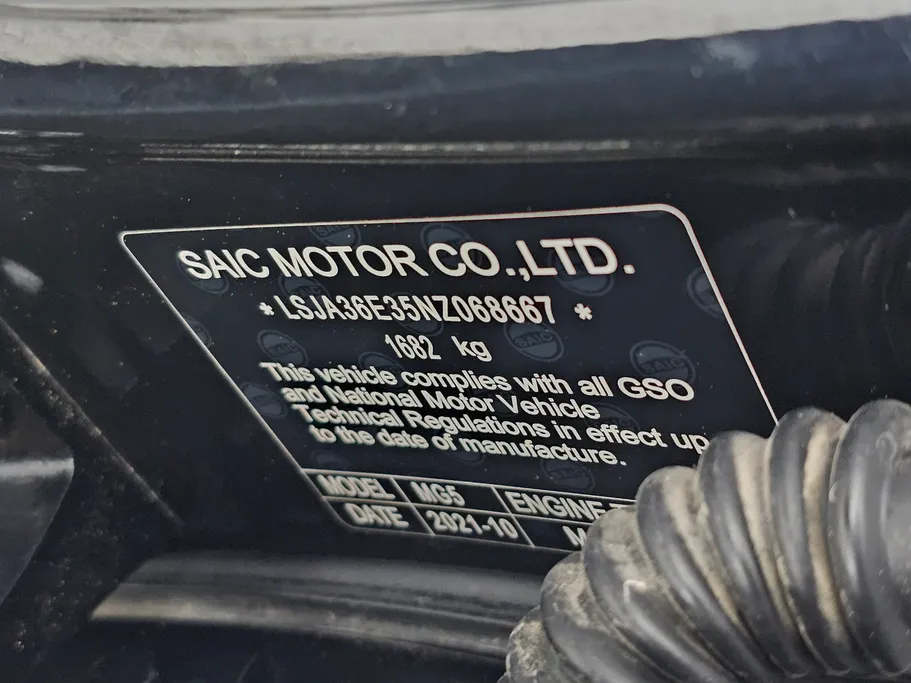 SAIC MOTOR CO.,LTD.
*LSJA36E35NZ068667 *
1682 kg
This vehicle complies with all GSO
and National Motor Vehicle
Technical Regulations in effect up
to the date of manufacture.
MODEL MG5 ENGINE
DATE 2021-10